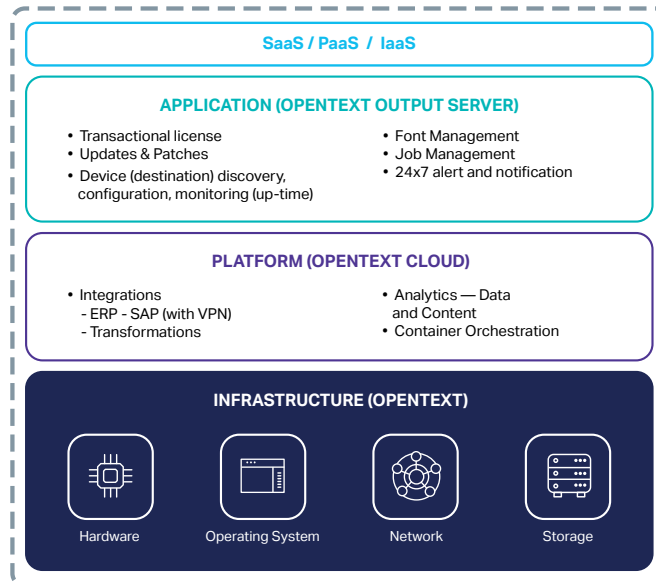 SaaS / PaaS / IaaS
APPLICATION (OPENTEXT OUTPUT SERVER)
• Transactional license
• Updates & Patches
• Device (destination) discovery,
configuration, monitoring (up-time)
• Font Management
• Job Management
• 24x7 alert and notification
PLATFORM (OPENTEXT CLOUD)
• Integrations
- ERP - SAP (with VPN)
- Transformations
• Analytics — Data
and Content
• Container Orchestration
INFRASTRUCTURE (OPENTEXT)
Hardware
Operating System
Network
Storage